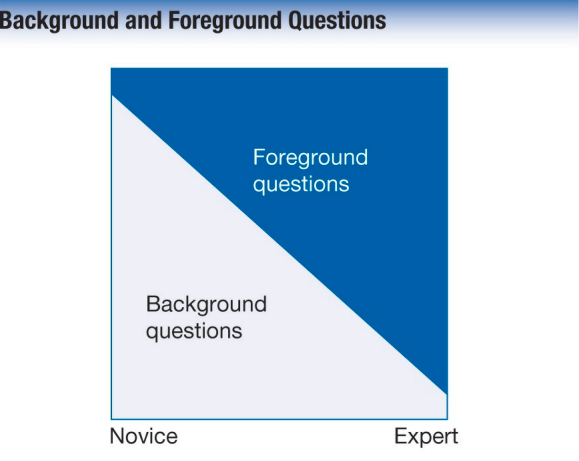 Background and Foreground Questions
Foreground
questions
Background
questions
Novice
Expert